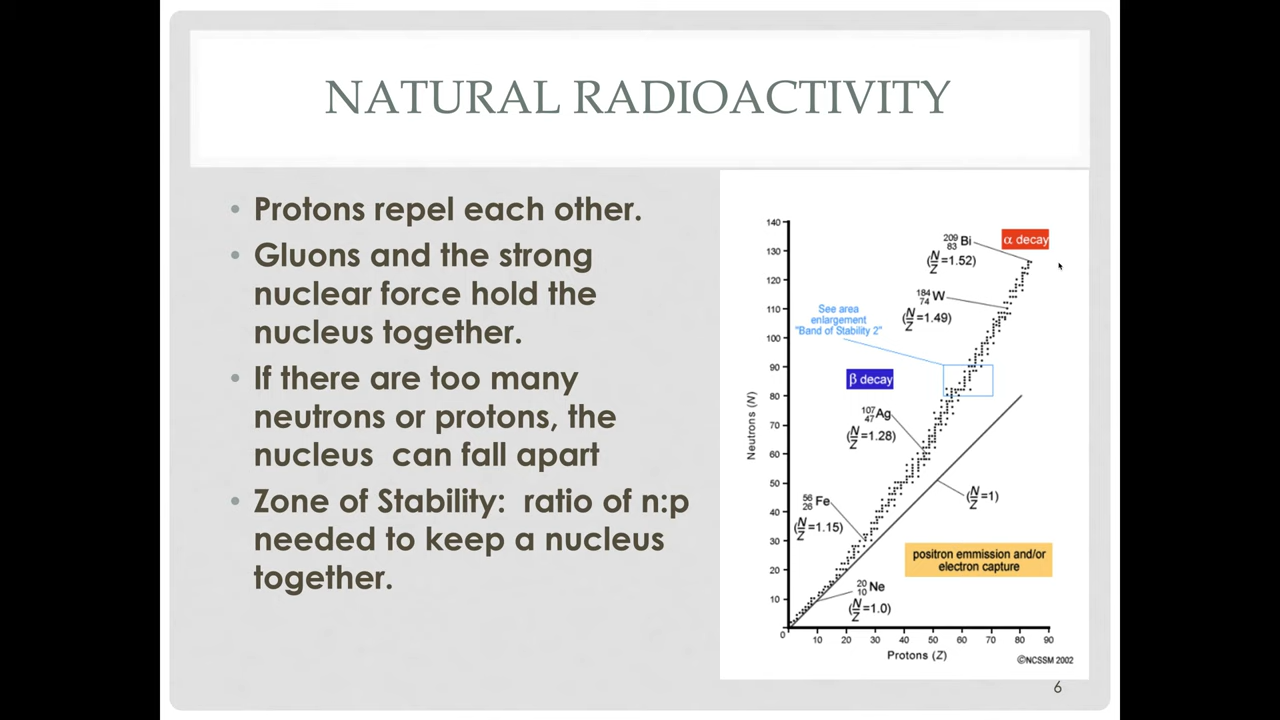 NATURAL RADIOACTIVITY
• Protons repel each other.
• Gluons and the strong
nuclear force hold the
nucleus together.
• If there are too many
neutrons or protons, the
nucleus can fall apart
• Zone of Stability: ratio of n:p
needed to keep a nucleus
together.
140
130
120
110
100
90
80
70
60
50
40
30
20
10
0
Neutrons (N)
209
83 Bi
(N/Z=1.52)
α decay
184
74 W
(N/Z=1.49)
See area
enlargement
"Band of Stability 2"
β decay
107
47 Ag
(N/Z=1.28)
(N/Z=1)
56
26 Fe
(N/Z=1.15)
positron emmission and/or
electron capture
20
10 Ne
(N/Z=1.0)
10 20 30 40 50 60 70 80 90
Protons (Z)
©NCSSM 2002
6